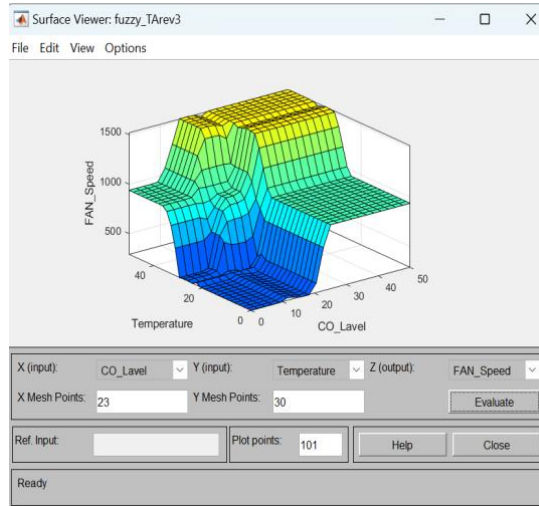 Surface Viewer: fuzzy_TArev3
File Edit View Options
1500
1000
500
FAN_Speed
40
20
0
Temperature
0
10
20
30
40
50
CO_Lavel
X (input): CO_Lavel Y (input): Temperature Z (output): FAN_Speed
X Mesh Points: 23 Y Mesh Points: 30 Evaluate
Ref. Input: Plot points: 101 Help Close
Ready